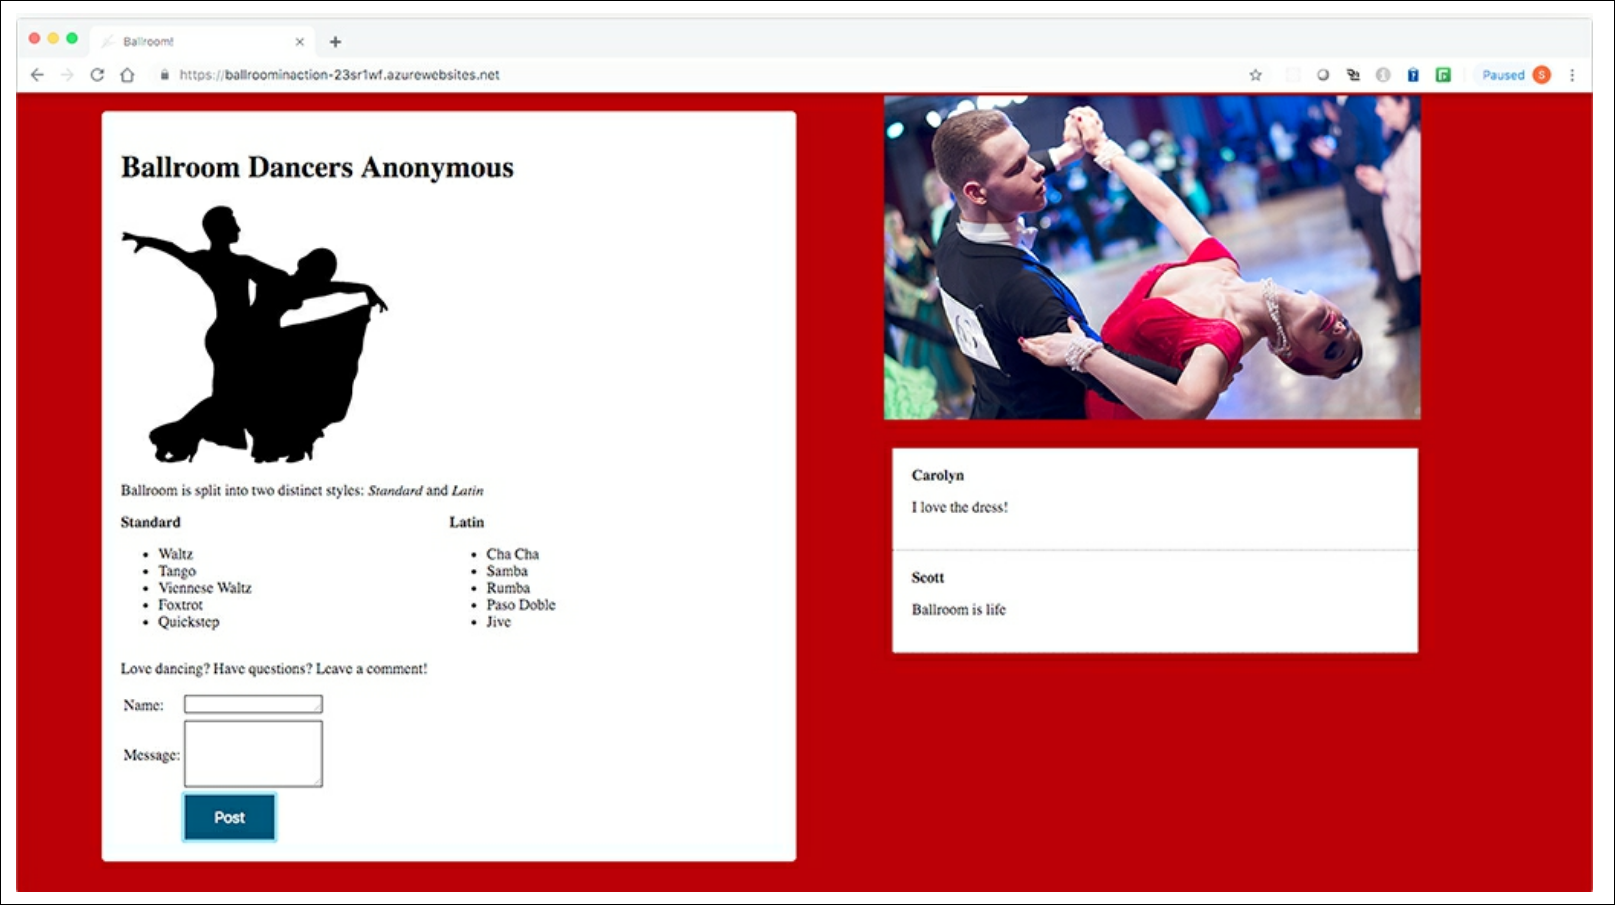 Ballroom!
https://ballroominaction-23sr1wf.azurewebsites.net
Paused
S
Ballroom Dancers Anonymous
Ballroom is split into two distinct styles: Standard and Latin
Standard
Waltz
Tango
Viennese Waltz
Foxtrot
Quickstep
Latin
Cha Cha
Samba
Rumba
Paso Doble
Jive
Love dancing? Have questions? Leave a comment!
Name:
Message:
Post
Carolyn
I love the dress!
Scott
Ballroom is life